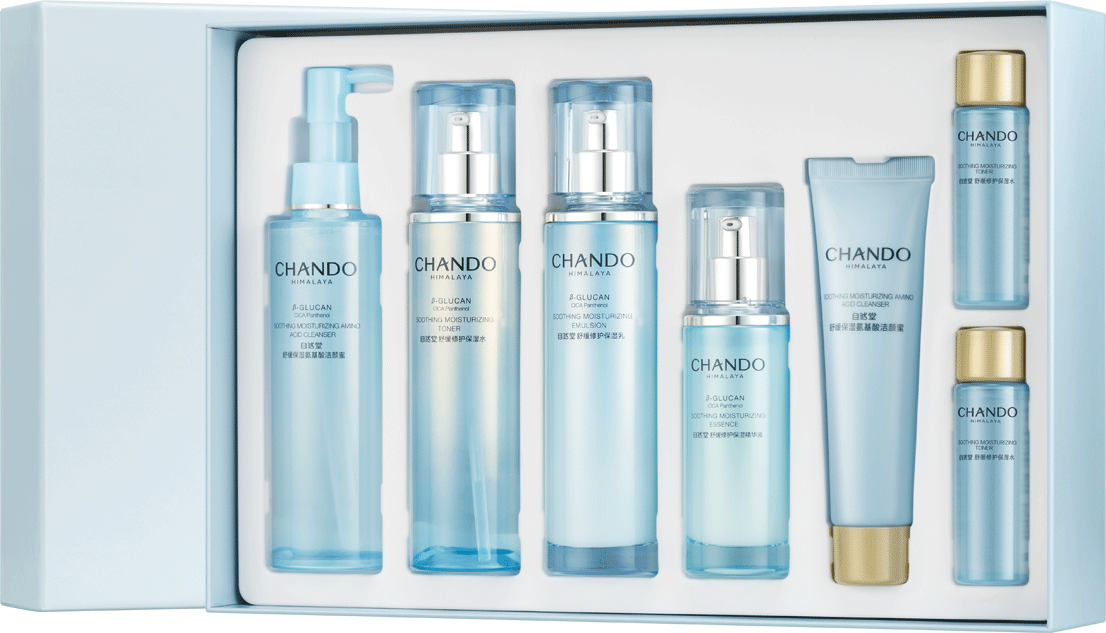 CHANDO
HIMALAYA
β-GLUCAN
CICA Panthenol
SOOTHING MOISTURIZING AMINO
ACID CLEANSER
自然堂
舒缓保湿氨基酸洁颜蜜
CHANDO
HIMALAYA
β-GLUCAN
CICA Panthenol
SOOTHING MOISTURIZING
TONER
自然堂 舒缓修护保湿水
CHANDO
HIMALAYA
β-GLUCAN
CICA Panthenol
SOOTHING MOISTURIZING
EMULSION
自然堂 舒缓修护保湿乳
CHANDO
HIMALAYA
β-GLUCAN
CICA Panthenol
SOOTHING MOISTURIZING
ESSENCE
自然堂 舒缓修护保湿精华液
CHANDO
HIMALAYA
SOOTHING MOISTURIZING AMINO
ACID CLEANSER
自然堂
舒缓保湿氨基酸洁颜蜜
CHANDO
HIMALAYA
SOOTHING MOISTURIZING
TONER
自然堂 舒缓修护保湿水
CHANDO
HIMALAYA
SOOTHING MOISTURIZING
TONER
自然堂 舒缓修护保湿水